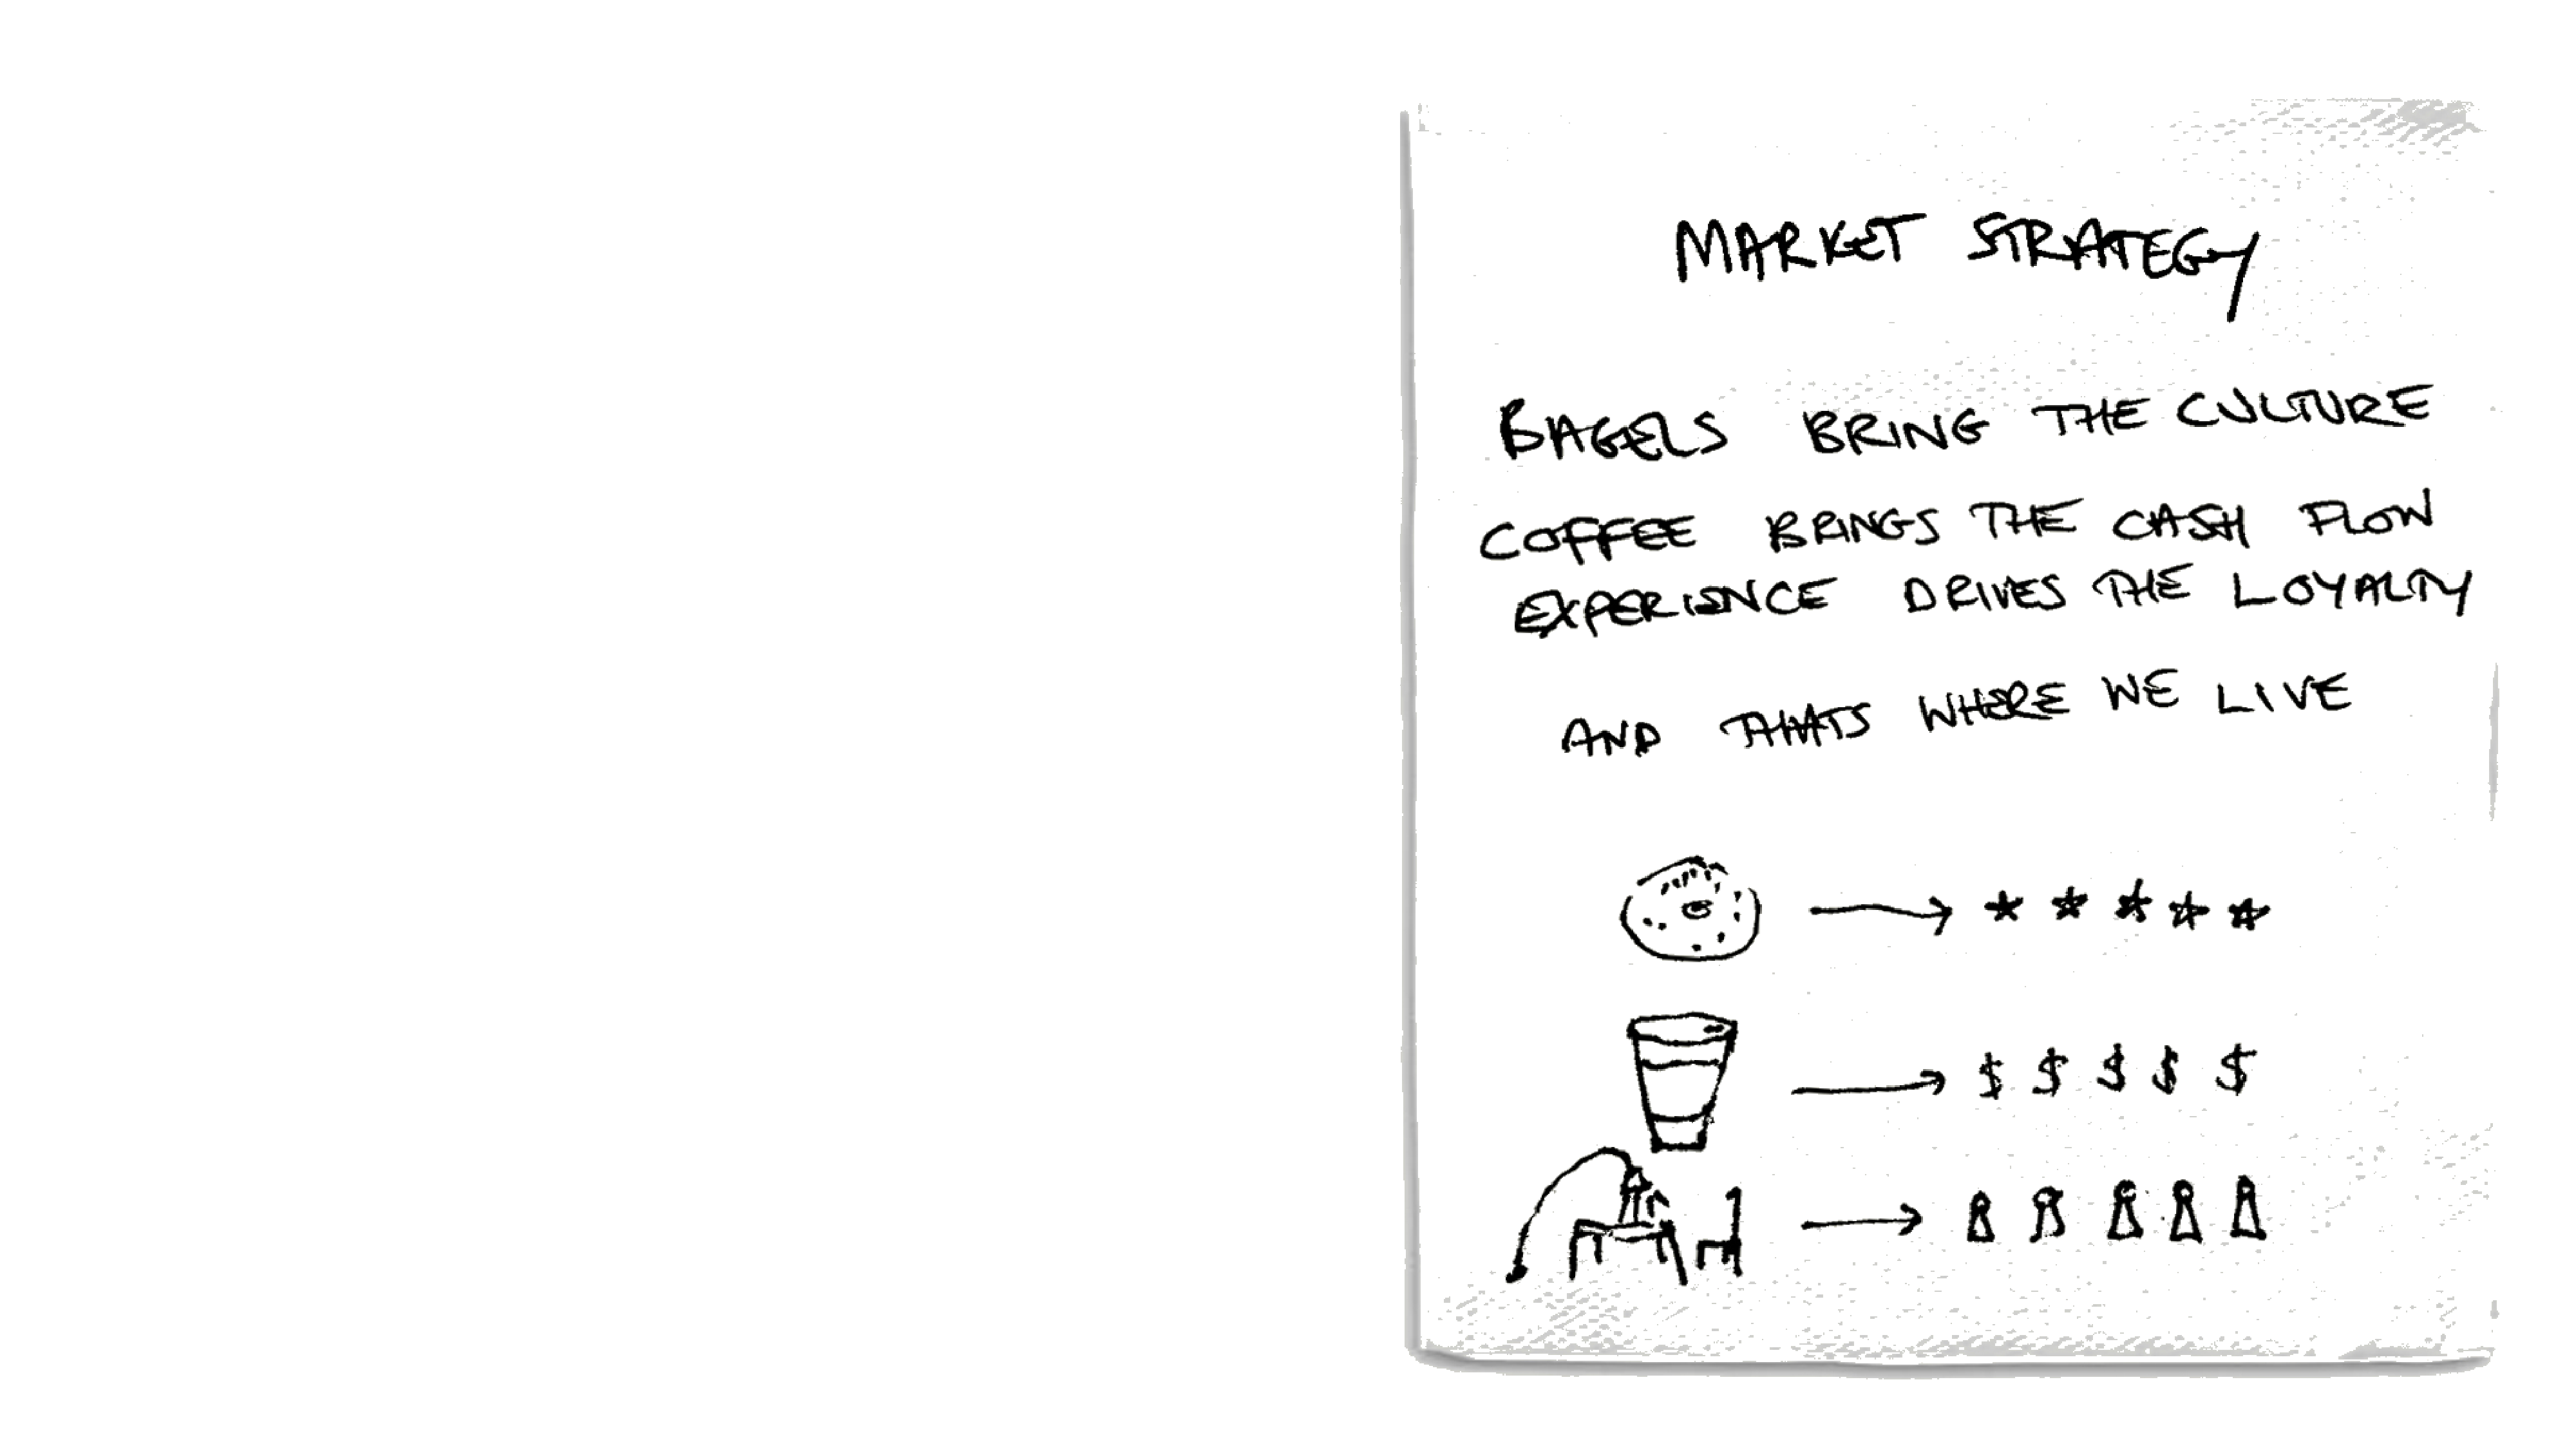 MARKET STRATEGY
BAGELS BRING THE CULTURE
COFFEE BRINGS THE CASH FLOW
EXPERIENCE DRIVES THE LOYALTY
AND THATS WHERE WE LIVE
$ $ $ $ $